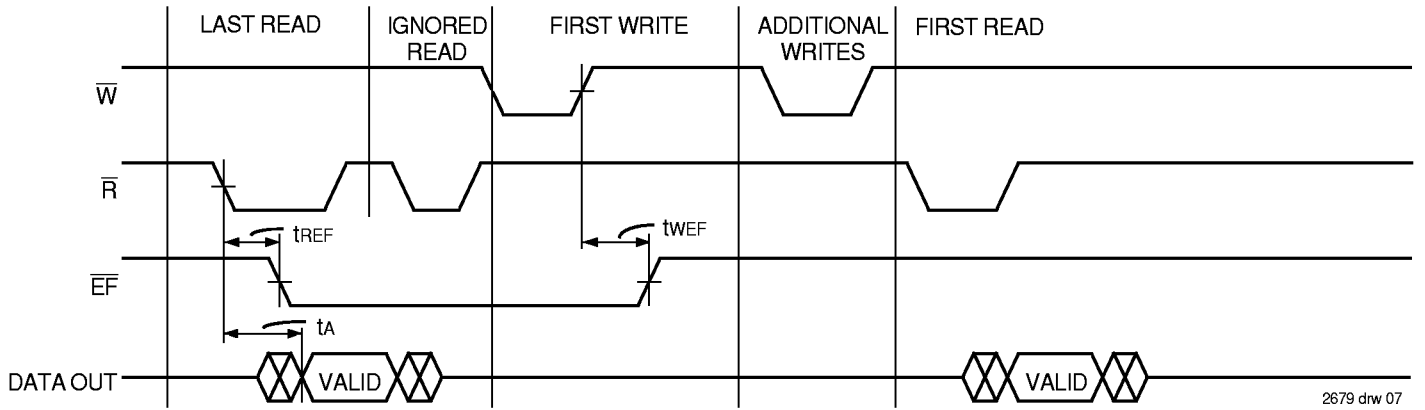 LAST READ
IGNORED READ
FIRST WRITE
ADDITIONAL WRITES
FIRST READ
W̅
R̅
tREF
tWEF
E̅F̅
tA
DATA OUT
VALID
VALID
2679 drw 07